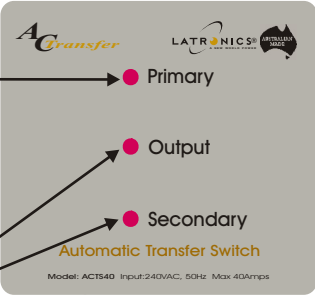 ACTransfer
LATRONICS®
A NEW WORLD POWER
AUSTRALIAN
MADE
Primary
Output
Secondary
Automatic Transfer Switch
Model: ACTS40 Input:240VAC, 50Hz Max 40Amps